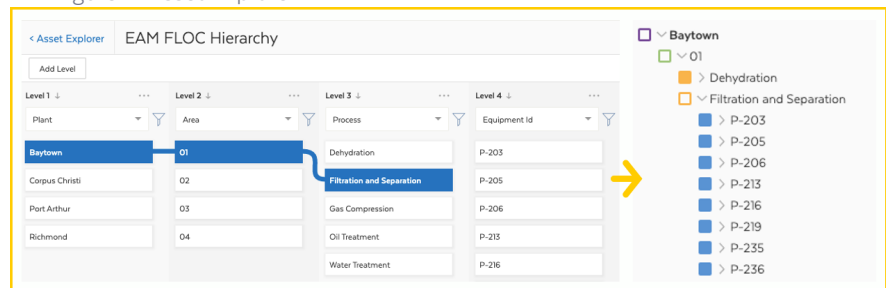 < Asset Explorer
EAM FLOC Hierarchy
Add Level
Level 1 ↓ ...
Level 2 ↓ ...
Level 3 ↓ ...
Level 4 ↓ ...
Plant
Area
Process
Equipment Id
Baytown
01
Dehydration
P-203
Corpus Christi
02
Filtration and Separation
P-205
Port Arthur
03
Gas Compression
P-206
Richmond
04
Oil Treatment
P-213
Water Treatment
P-216
Baytown
01
Dehydration
Filtration and Separation
P-203
P-205
P-206
P-213
P-216
P-219
P-235
P-236